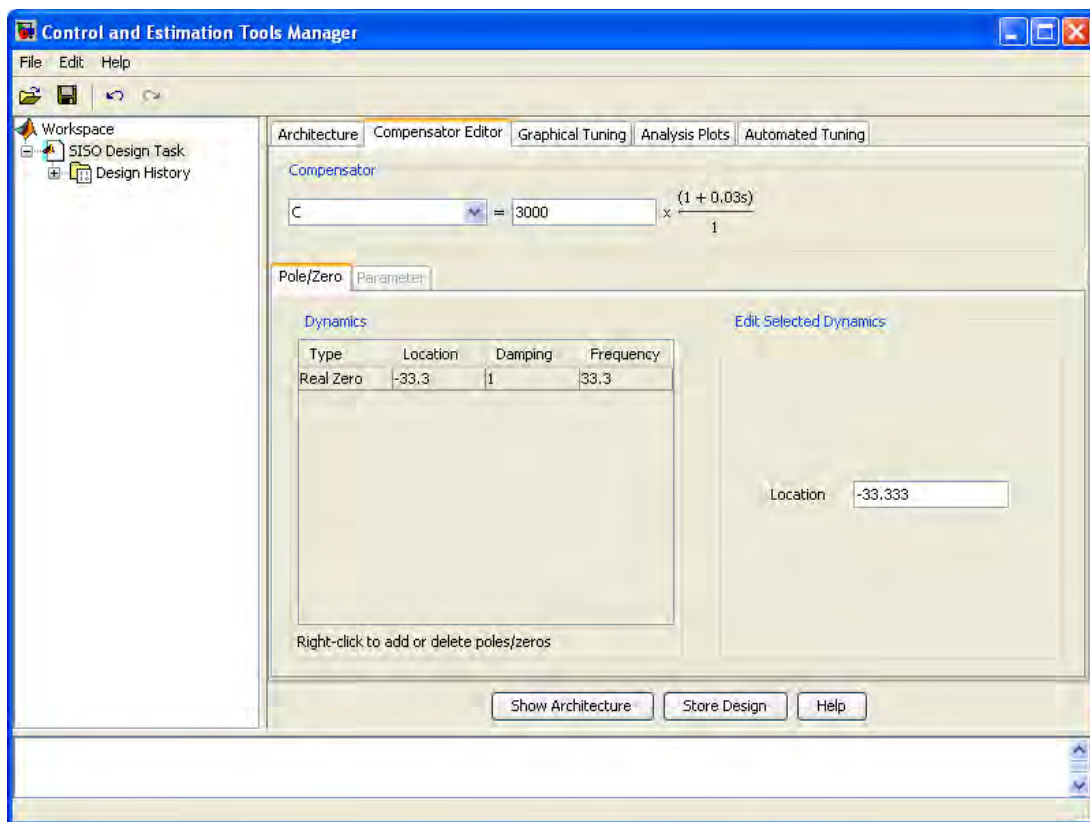 Control and Estimation Tools Manager
File Edit Help
Workspace
SISO Design Task
Design History
Architecture Compensator Editor Graphical Tuning Analysis Plots Automated Tuning
Compensator
C = 3000 x (1 + 0.03s)
1
Pole/Zero Parameter
Dynamics
Edit Selected Dynamics
Type Location Damping Frequency
Real Zero -33.3 1 33.3
Location -33.333
Right-click to add or delete poles/zeros
Show Architecture Store Design Help